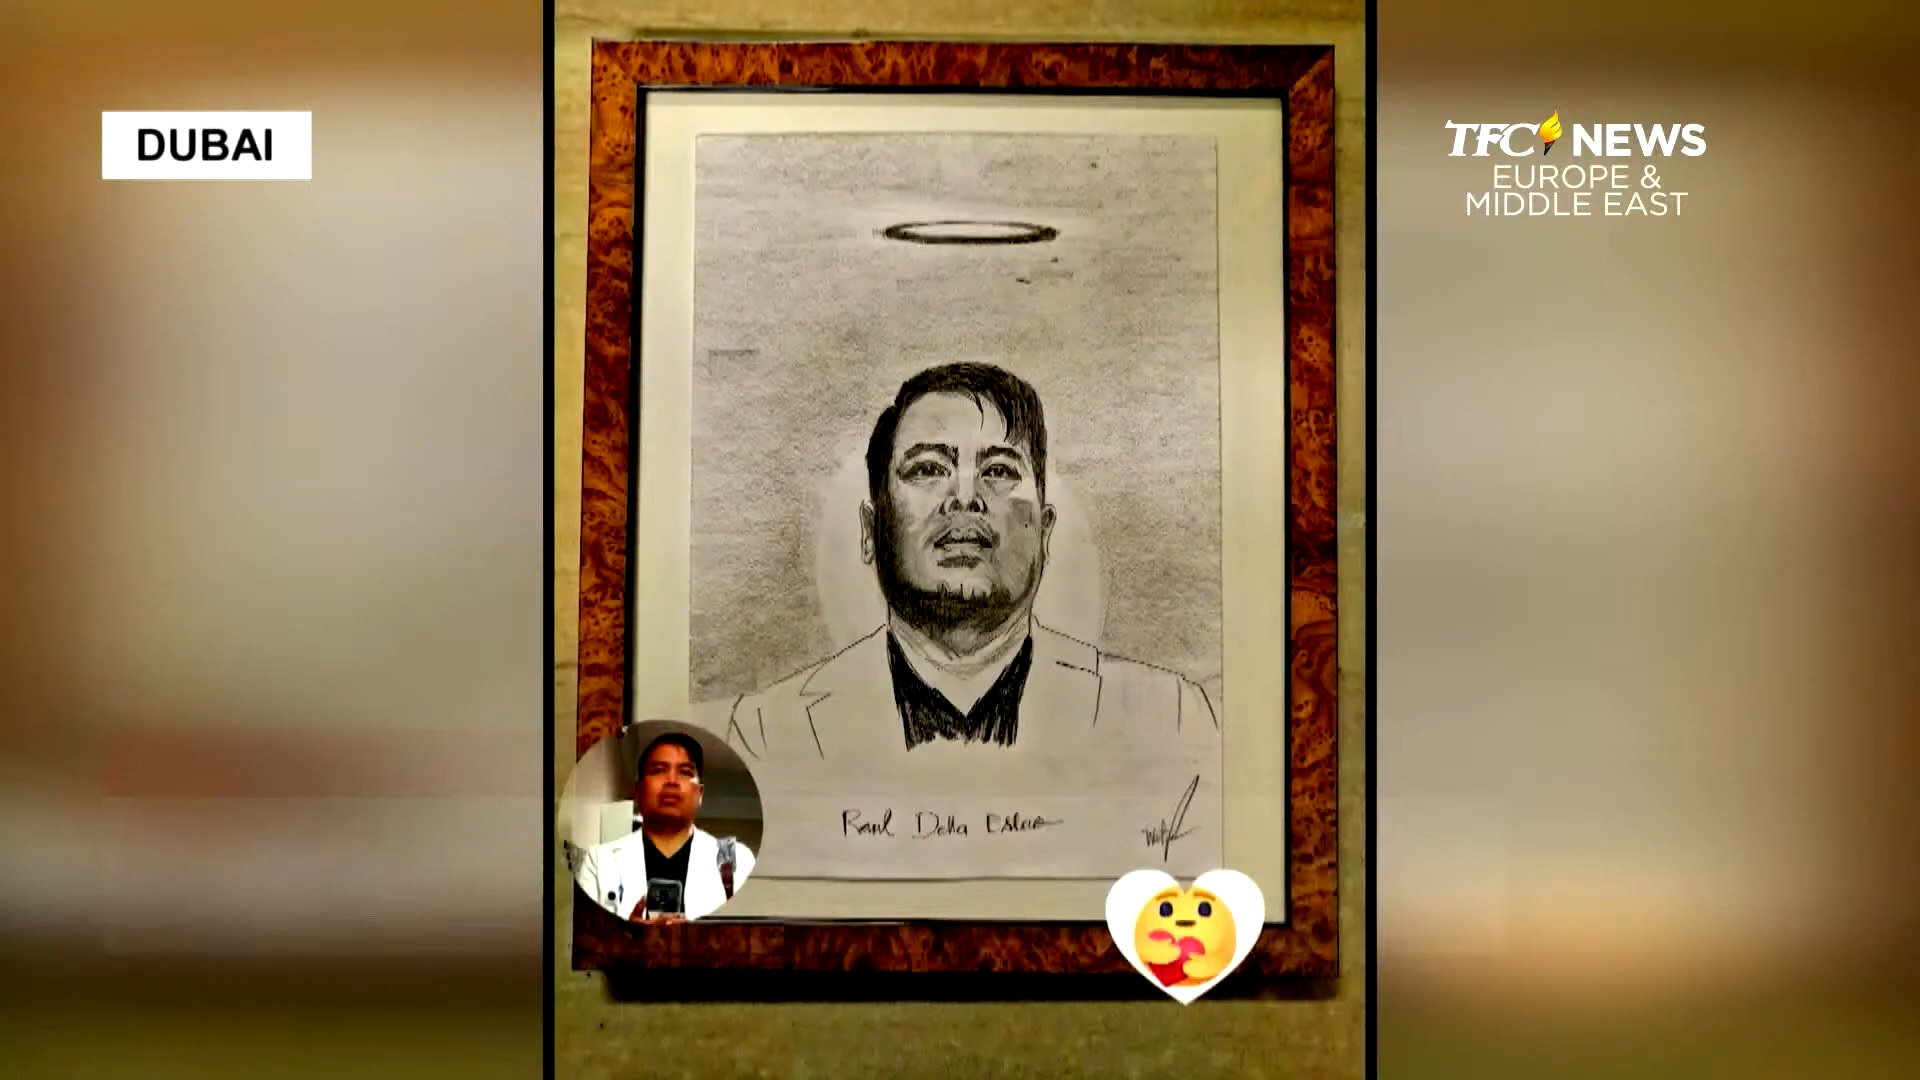 DUBAI
TFC NEWS
EUROPE &
MIDDLE EAST
Raul Della